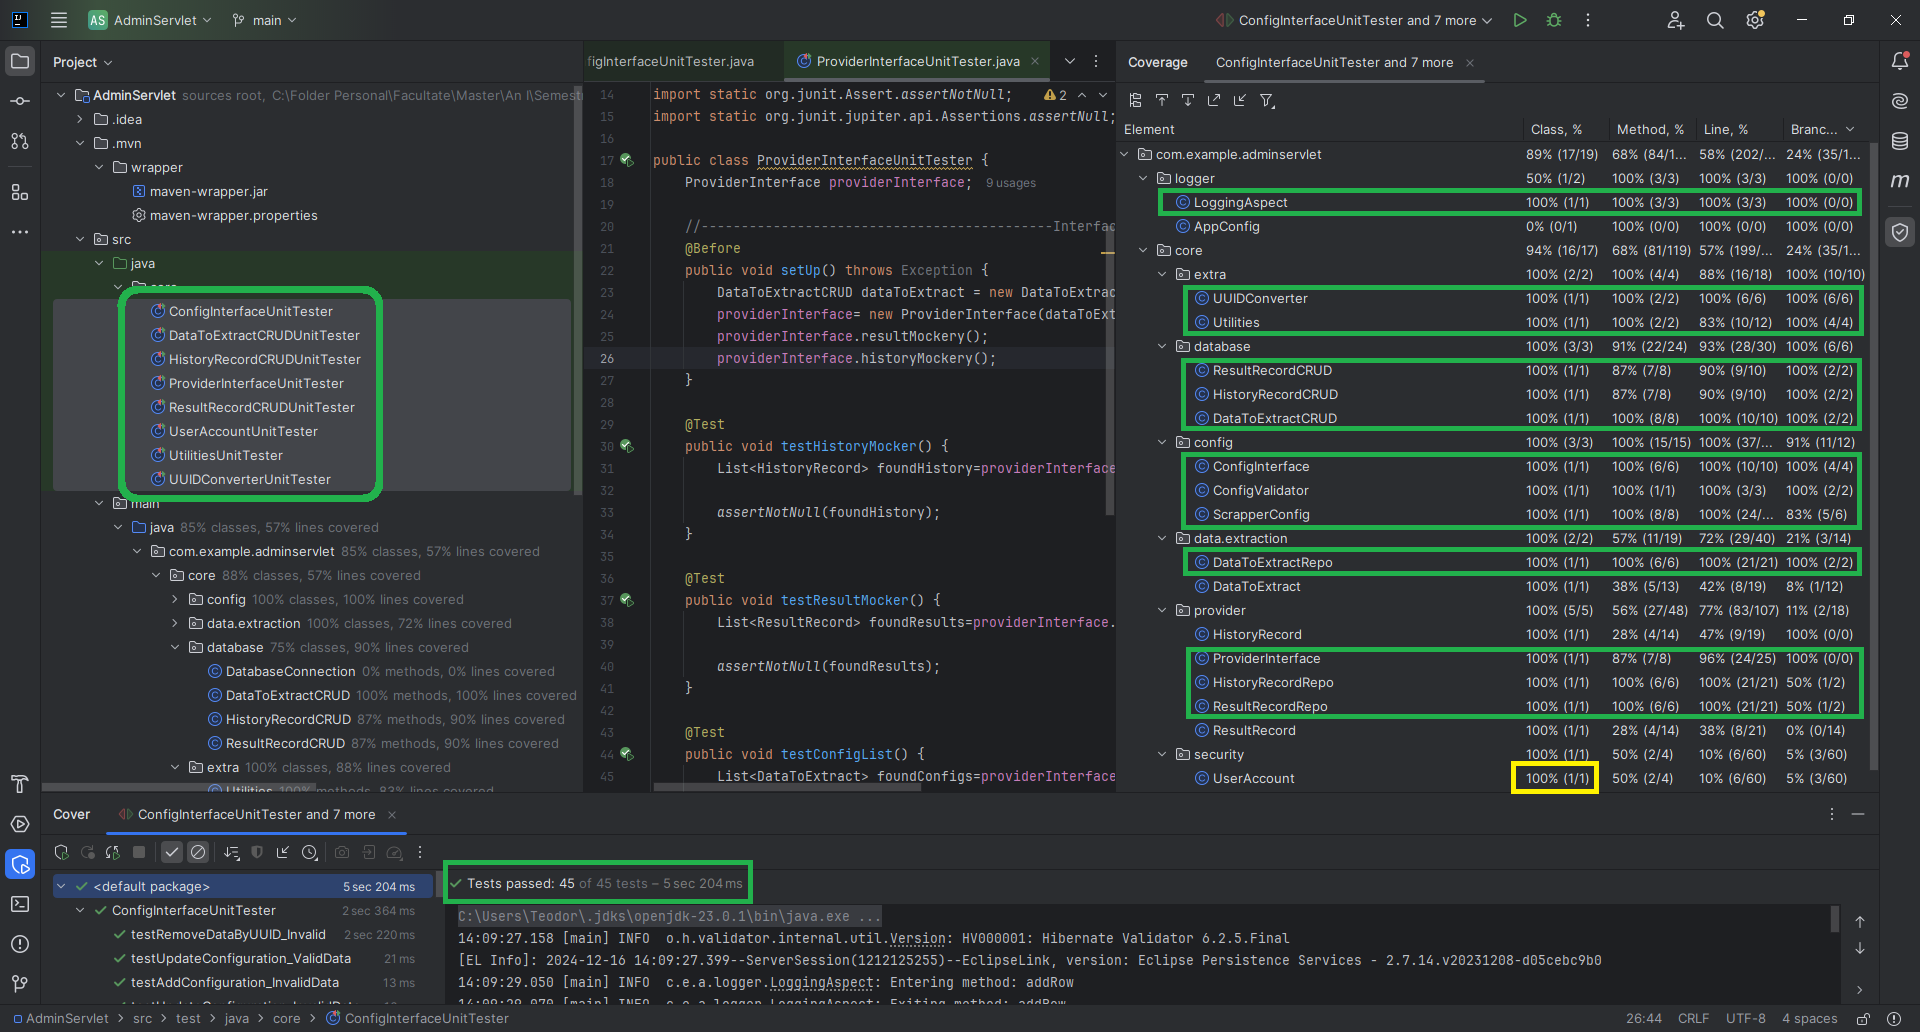 AS AdminServlet main ConfigInterfaceUnitTester and 7 more
Project
AdminServlet sources root, C:\Folder Personal\Facultate\Master\An I\Semest
.idea
.mvn
wrapper
maven-wrapper.jar
maven-wrapper.properties
src
java
ConfigInterfaceUnitTester
DataToExtractCRUDUnitTester
HistoryRecordCRUDUnitTester
ProviderInterfaceUnitTester
ResultRecordCRUDUnitTester
UserAccountUnitTester
UtilitiesUnitTester
UUIDConverterUnitTester
main
java 85% classes, 57% lines covered
com.example.adminservlet 85% classes, 57% lines covered
core 88% classes, 57% lines covered
config 100% classes, 100% lines covered
data.extraction 100% classes, 72% lines covered
database 75% classes, 90% lines covered
DatabaseConnection 0% methods, 0% lines covered
DataToExtractCRUD 100% methods, 100% lines covered
HistoryRecordCRUD 87% methods, 90% lines covered
ResultRecordCRUD 87% methods, 90% lines covered
extra 100% classes, 88% lines covered
Utilities 100% methods, 83% lines covered
figInterfaceUnitTester.java ProviderInterfaceUnitTester.java
14 import static org.junit.Assert.assertNotNull; 2
15 import static org.junit.jupiter.api.Assertions.assertNull;
16
17 public class ProviderInterfaceUnitTester {
18 ProviderInterface providerInterface; 9 usages
19
20 //--------------------------------------------Interfac
21 @Before
22 public void setUp() throws Exception {
23 DataToExtractCRUD dataToExtract = new DataToExtrac
24 providerInterface= new ProviderInterface(dataToExt
25 providerInterface.resultMockery();
26 providerInterface.historyMockery();
27 }
28
29 @Test
30 public void testHistoryMocker() {
31 List<HistoryRecord> foundHistory=providerInterface
32
33 assertNotNull(foundHistory);
34 }
35
36 @Test
37 public void testResultMocker() {
38 List<ResultRecord> foundResults=providerInterface.
39
40 assertNotNull(foundResults);
41 }
42
43 @Test
44 public void testConfigList() {
45 List<DataToExtract> foundConfigs=providerInterface
Coverage ConfigInterfaceUnitTester and 7 more
Element Class, % Method, % Line, % Branc...
com.example.adminservlet 89% (17/19) 68% (84/1... 58% (202/... 24% (35/1...
logger 50% (1/2) 100% (3/3) 100% (3/3) 100% (0/0)
LoggingAspect 100% (1/1) 100% (3/3) 100% (3/3) 100% (0/0)
AppConfig 0% (0/1) 100% (0/0) 100% (0/0) 100% (0/0)
core 94% (16/17) 68% (81/119) 57% (199/... 24% (35/1...
extra 100% (2/2) 100% (4/4) 88% (16/18) 100% (10/10)
UUIDConverter 100% (1/1) 100% (2/2) 100% (6/6) 100% (6/6)
Utilities 100% (1/1) 100% (2/2) 83% (10/12) 100% (4/4)
database 100% (3/3) 91% (22/24) 93% (28/30) 100% (6/6)
ResultRecordCRUD 100% (1/1) 87% (7/8) 90% (9/10) 100% (2/2)
HistoryRecordCRUD 100% (1/1) 87% (7/8) 90% (9/10) 100% (2/2)
DataToExtractCRUD 100% (1/1) 100% (8/8) 100% (10/10) 100% (2/2)
config 100% (3/3) 100% (15/15) 100% (37/... 91% (11/12)
ConfigInterface 100% (1/1) 100% (6/6) 100% (10/10) 100% (4/4)
ConfigValidator 100% (1/1) 100% (1/1) 100% (3/3) 100% (2/2)
ScrapperConfig 100% (1/1) 100% (8/8) 100% (24/... 83% (5/6)
data.extraction 100% (2/2) 57% (11/19) 72% (29/40) 21% (3/14)
DataToExtractRepo 100% (1/1) 100% (6/6) 100% (21/21) 100% (2/2)
DataToExtract 100% (1/1) 38% (5/13) 42% (8/19) 8% (1/12)
provider 100% (5/5) 56% (27/48) 77% (83/107) 11% (2/18)
HistoryRecord 100% (1/1) 28% (4/14) 47% (9/19) 100% (0/0)
ProviderInterface 100% (1/1) 87% (7/8) 96% (24/25) 100% (0/0)
HistoryRecordRepo 100% (1/1) 100% (6/6) 100% (21/21) 50% (1/2)
ResultRecordRepo 100% (1/1) 100% (6/6) 100% (21/21) 50% (1/2)
ResultRecord 100% (1/1) 28% (4/14) 38% (8/21) 0% (0/14)
security 100% (1/1) 50% (2/4) 10% (6/60) 5% (3/60)
UserAccount 100% (1/1) 50% (2/4) 10% (6/60) 5% (3/60)
Cover ConfigInterfaceUnitTester and 7 more
<default package> 5 sec 204 ms
ConfigInterfaceUnitTester 2 sec 364 ms
testRemoveDataByUUID_Invalid 2 sec 220 ms
testUpdateConfiguration_ValidData 21 ms
testAddConfiguration_InvalidData 13 ms
Tests passed: 45 of 45 tests – 5 sec 204 ms
C:\Users\Teodor\.jdks\openjdk-23.0.1\bin\java.exe ...
14:09:27.158 [main] INFO o.h.validator.internal.util.Version: HV000001: Hibernate Validator 6.2.5.Final
[EL Info]: 2024-12-16 14:09:27.399--ServerSession(1212125255)--EclipseLink, version: Eclipse Persistence Services - 2.7.14.v20231208-d05cebc9b0
14:09:29.050 [main] INFO c.e.a.logger.LoggingAspect: Entering method: addRow
14:09:29.070 [main] INFO c.e.a.logger.LoggingAspect: Exiting method: addRow
AdminServlet > src > test > java > core > ConfigInterfaceUnitTester 26:44 CRLF UTF-8 4 spaces